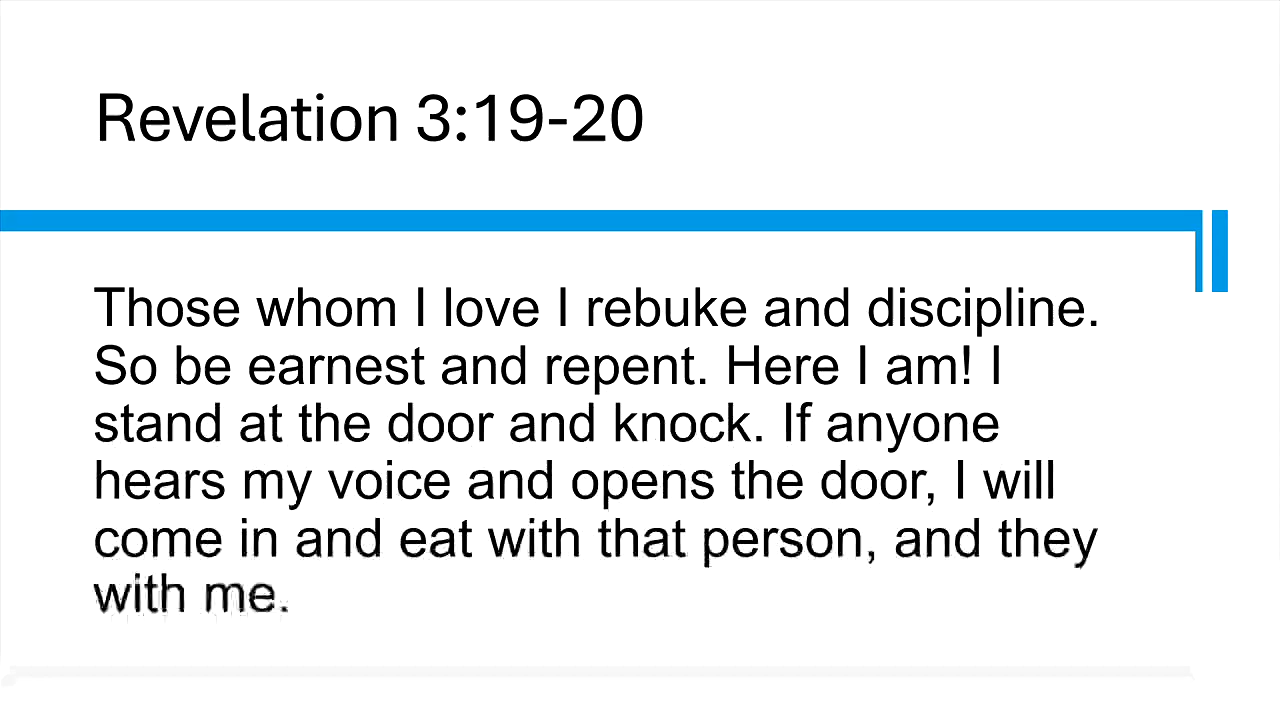 Revelation 3:19-20
Those whom I love I rebuke and discipline.
So be earnest and repent. Here I am! I
stand at the door and knock. If anyone
hears my voice and opens the door, I will
come in and eat with that person, and they
with me.